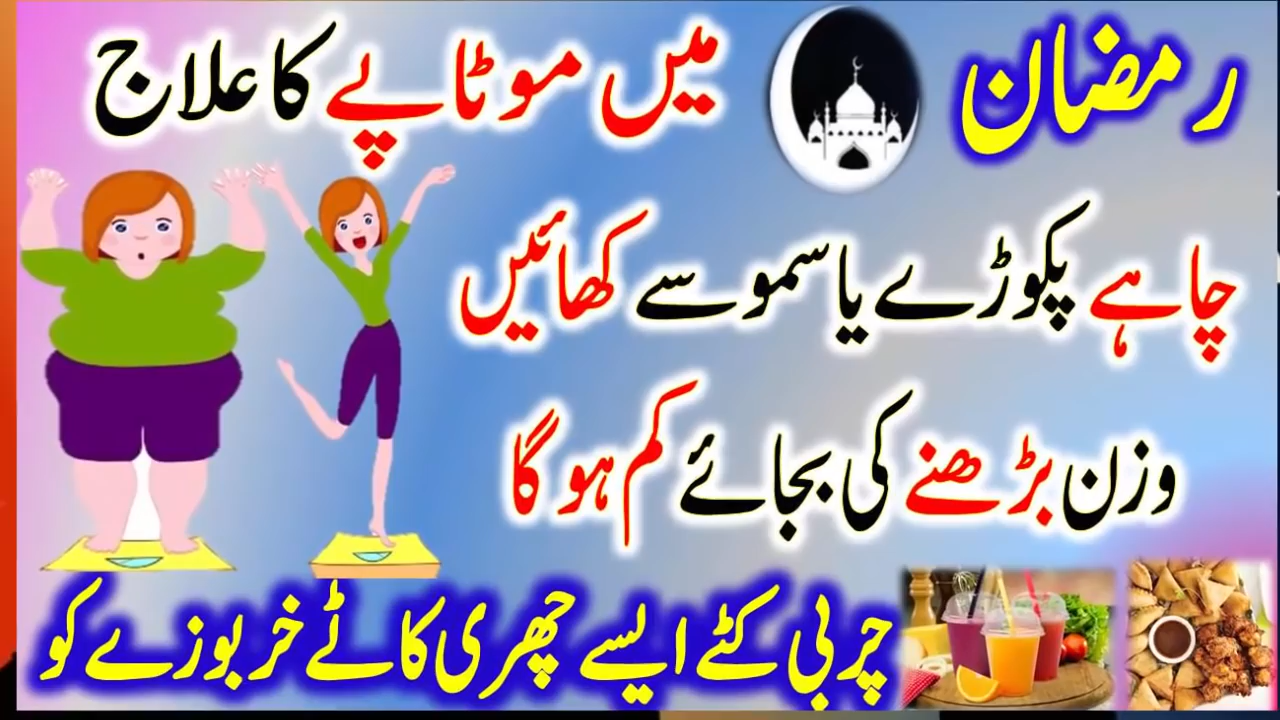 رمضان میں موٹاپے کا علاج
چاہے پکوڑے یا سموسے کھائیں
وزن بڑھنے کی بجائے کم ہو گا
چربی کٹے ایسے چھری کاٹے خربوزے کو